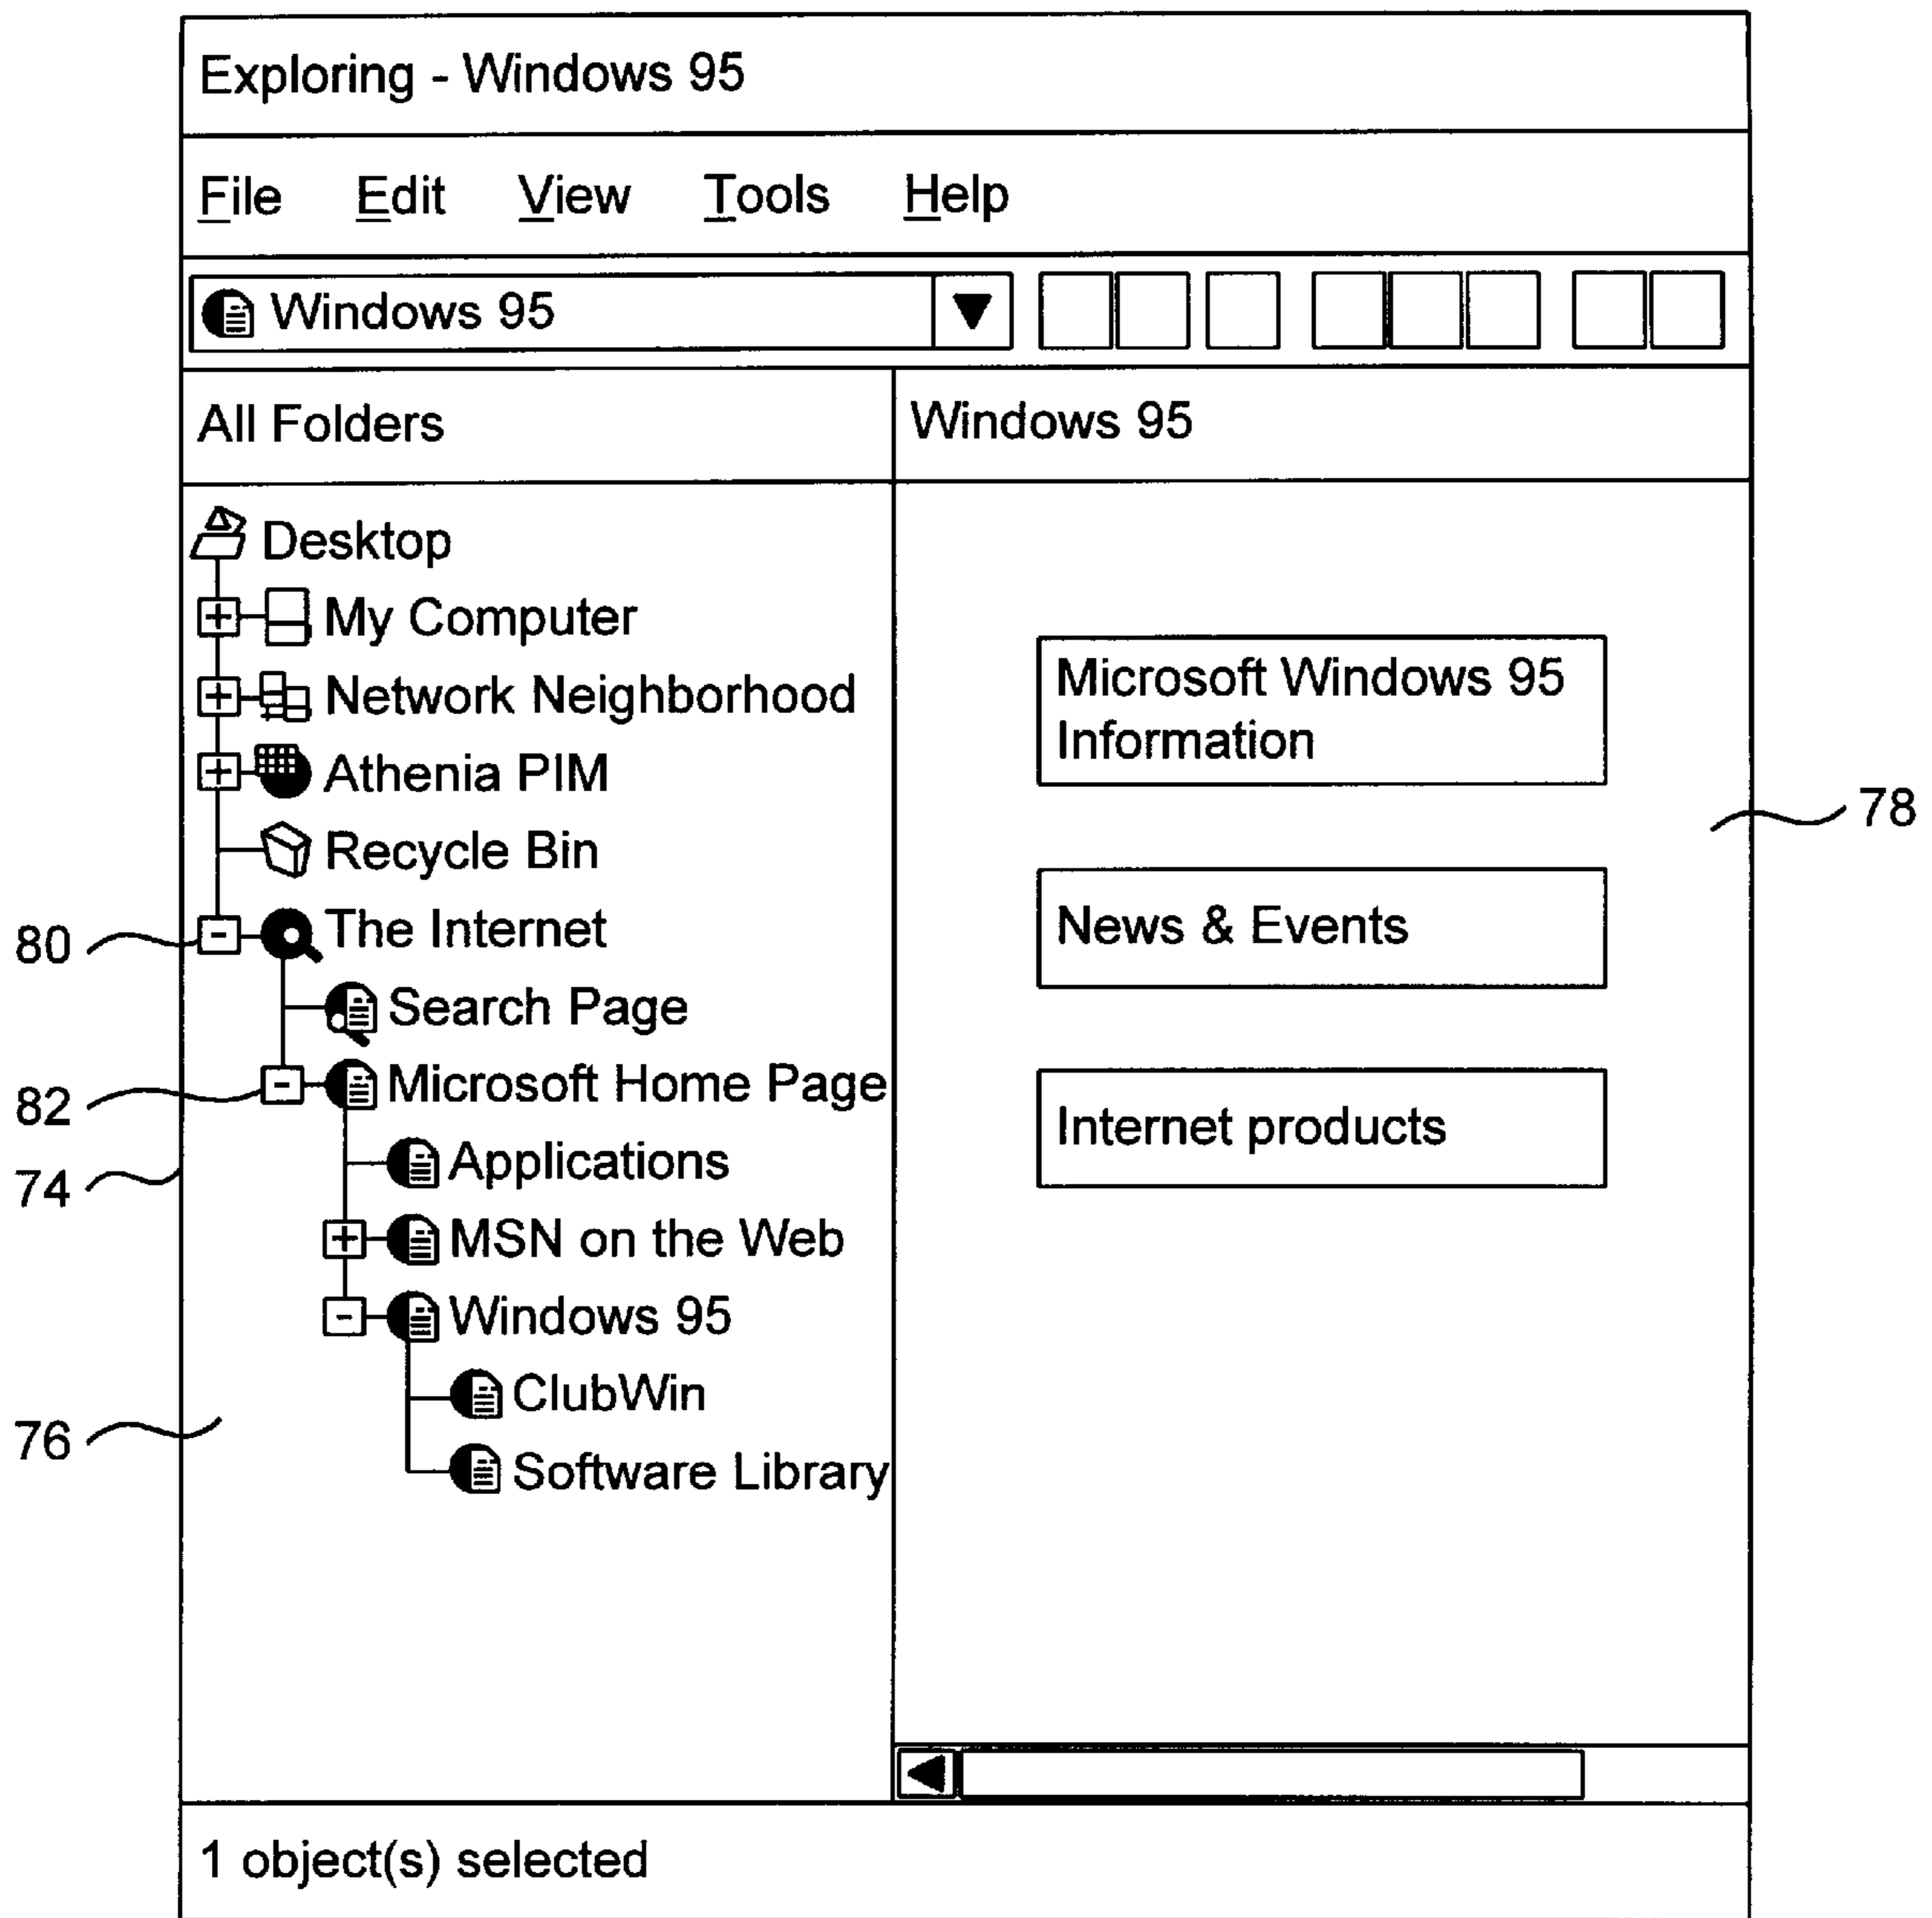 Exploring - Windows 95
File Edit View Tools Help
Windows 95
All Folders
Windows 95
Desktop
My Computer
Network Neighborhood
Athenia PIM
Recycle Bin
The Internet
Search Page
Microsoft Home Page
Applications
MSN on the Web
Windows 95
ClubWin
Software Library
Microsoft Windows 95
Information
News & Events
Internet products
1 object(s) selected
80
82
74
76
78